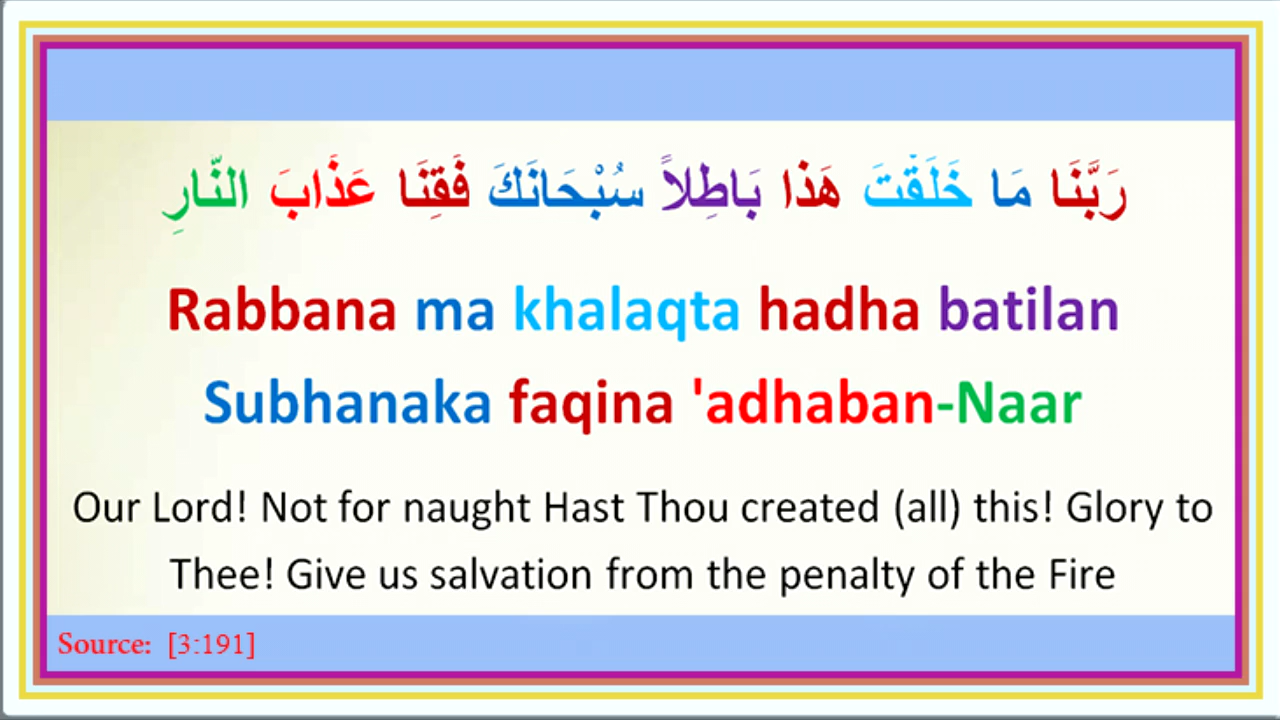 رَبَّنَا مَا خَلَقْتَ هَذا بَاطِلاً سُبْحَانَكَ فَقِنَا عَذَابَ النَّارِ
Rabbana ma khalaqta hadha batilan
Subhanaka faqina 'adhaban-Naar
Our Lord! Not for naught Hast Thou created (all) this! Glory to
Thee! Give us salvation from the penalty of the Fire
Source: [3:191]